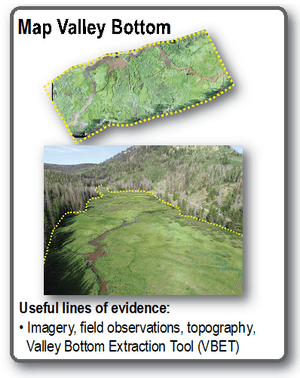 Map Valley Bottom
Useful lines of evidence:
• Imagery, field observations, topography,
Valley Bottom Extraction Tool (VBET)